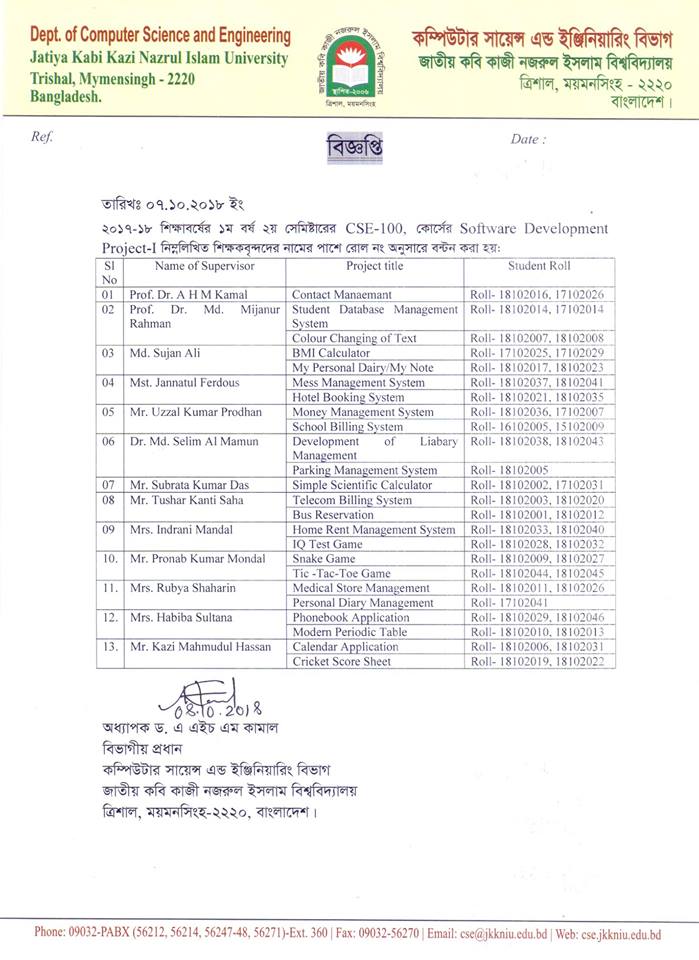 Dept. of Computer Science and Engineering
Jatiya Kabi Kazi Nazrul Islam University
Trishal, Mymensingh - 2220
Bangladesh.
জাতীয় কবি কাজী নজরুল ইসলাম বিশ্ববিদ্যালয়
স্থাপিত-২০০৬
ত্রিশাল, ময়মনসিংহ
কম্পিউটার সায়েন্স এন্ড ইঞ্জিনিয়ারিং বিভাগ
জাতীয় কবি কাজী নজরুল ইসলাম বিশ্ববিদ্যালয়
ত্রিশাল, ময়মনসিংহ - ২২২০
বাংলাদেশ।
Ref.
বিজ্ঞপ্তি
Date :
তারিখঃ ০৭.১০.২০১৮ ইং
২০১৭-১৮ শিক্ষাবর্ষের ১ম বর্ষ ২য় সেমিষ্টারের CSE-100, কোর্সের Software Development
Project-I নিম্নলিখিত শিক্ষকবৃন্দদের নামের পাশে রোল নং অনুসারে বন্টন করা হয়ঃ
Sl No Name of Supervisor Project title Student Roll
01 Prof. Dr. A H M Kamal Contact Manaemant Roll- 18102016, 17102026
02 Prof. Dr. Md. Mijanur Rahman Student Database Management System Roll- 18102014, 17102014
Colour Changing of Text Roll- 18102007, 18102008
03 Md. Sujan Ali BMI Calculator Roll- 17102025, 17102029
My Personal Dairy/My Note Roll- 18102017, 18102023
04 Mst. Jannatul Ferdous Mess Management System Roll- 18102037, 18102041
Hotel Booking System Roll- 18102021, 18102035
05 Mr. Uzzal Kumar Prodhan Money Management System Roll- 18102036, 17102007
School Billing System Roll- 16102005, 15102009
06 Dr. Md. Selim Al Mamun Development of Liabary Management Roll- 18102038, 18102043
Parking Management System Roll- 18102005
07 Mr. Subrata Kumar Das Simple Scientific Calculator Roll- 18102002, 17102031
08 Mr. Tushar Kanti Saha Telecom Billing System Roll- 18102003, 18102020
Bus Reservation Roll- 18102001, 18102012
09 Mrs. Indrani Mandal Home Rent Management System Roll- 18102033, 18102040
IQ Test Game Roll- 18102028, 18102032
10. Mr. Pronab Kumar Mondal Snake Game Roll- 18102009, 18102027
Tic -Tac-Toe Game Roll- 18102044, 18102045
11. Mrs. Rubya Shaharin Medical Store Management Roll- 18102011, 18102026
Personal Diary Management Roll- 17102041
12. Mrs. Habiba Sultana Phonebook Application Roll- 18102029, 18102046
Modern Periodic Table Roll- 18102010, 18102013
13. Mr. Kazi Mahmudul Hassan Calendar Application Roll- 18102006, 18102031
Cricket Score Sheet Roll- 18102019, 18102022
08.10.2018
অধ্যাপক ড. এ এইচ এম কামাল
বিভাগীয় প্রধান
কম্পিউটার সায়েন্স এন্ড ইঞ্জিনিয়ারিং বিভাগ
জাতীয় কবি কাজী নজরুল ইসলাম বিশ্ববিদ্যালয়
ত্রিশাল, ময়মনসিংহ-২২২০, বাংলাদেশ।
Phone: 09032-PABX (56212, 56214, 56247-48, 56271)-Ext. 360 | Fax: 09032-56270 | Email: cse@jkkniu.edu.bd | Web: cse.jkkniu.edu.bd